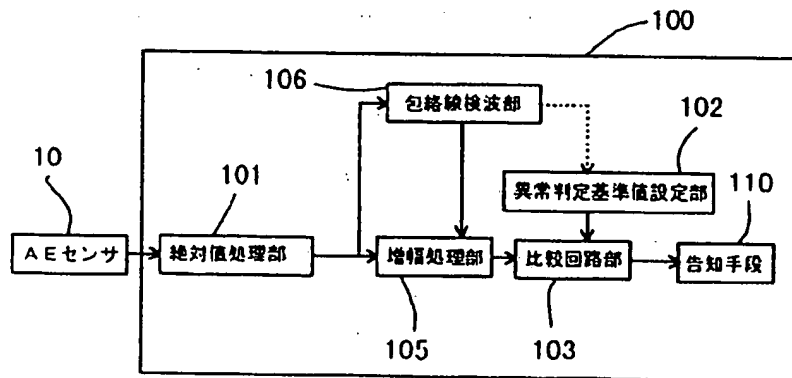 100
106
包絡線検波部
102
10
101
異常判定基準値設定部
110
AEセンサ
絶対値処理部
増幅処理部
比較回路部
告知手段
105
103